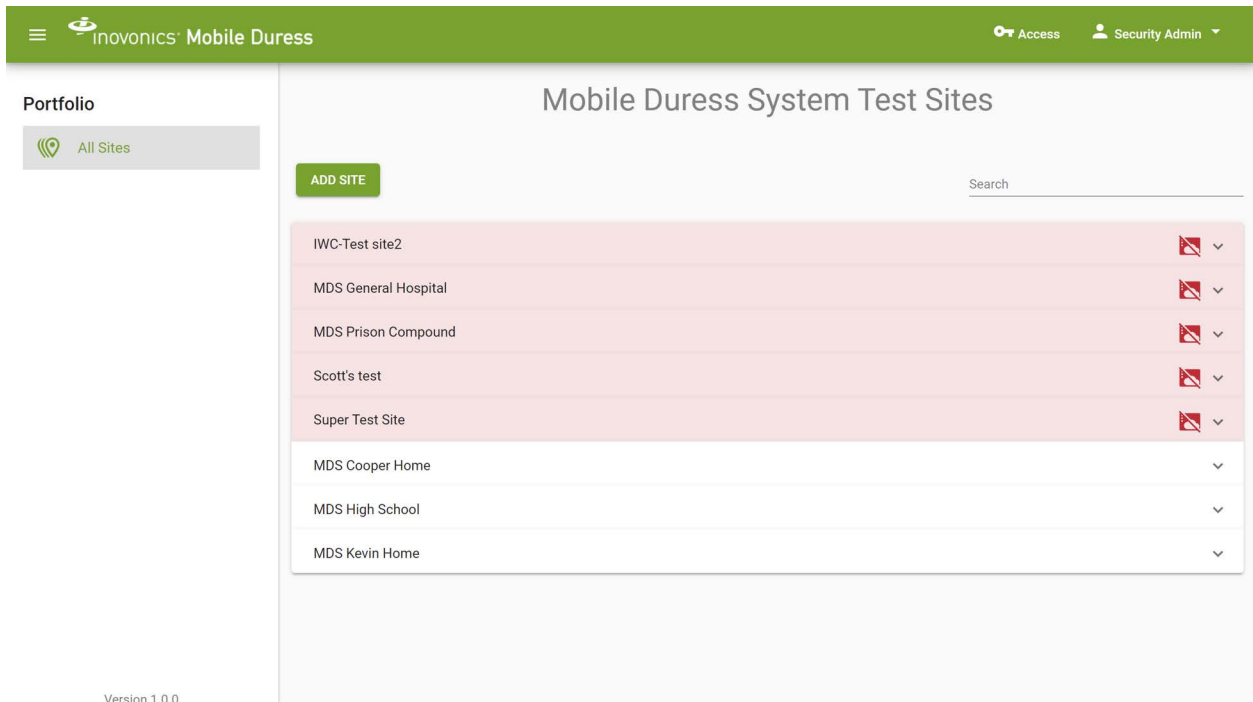 inovonics Mobile Duress
Access
Security Admin
Portfolio
All Sites
Mobile Duress System Test Sites
ADD SITE
Search
IWC-Test site2
MDS General Hospital
MDS Prison Compound
Scott's test
Super Test Site
MDS Cooper Home
MDS High School
MDS Kevin Home
Version 1.0.0